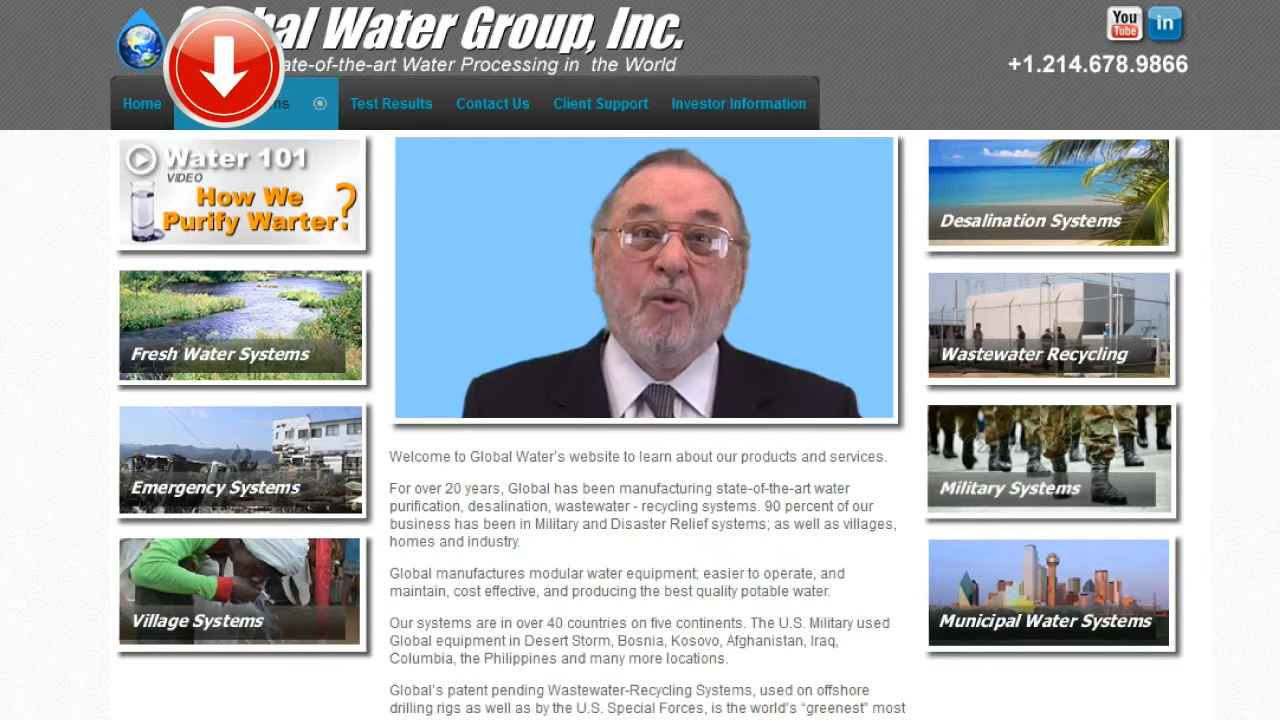 bal Water Group, Inc.
ate-of-the-art Water Processing in the World
You
Tube
in
+1.214.678.9866
Home
ns
Test Results
Contact Us
Client Support
Investor Information
Water 101
VIDEO
How We
Purify Warter?
Fresh Water Systems
Emergency Systems
Village Systems
Desalination Systems
Wastewater Recycling
Military Systems
Municipal Water Systems
Welcome to Global Water's website to learn about our products and services.
For over 20 years, Global has been manufacturing state-of-the-art water
purification, desalination, wastewater - recycling systems. 90 percent of our
business has been in Military and Disaster Relief systems; as well as villages,
homes and industry.
Global manufactures modular water equipment; easier to operate, and
maintain, cost effective, and producing the best quality potable water.
Our systems are in over 40 countries on five continents. The U.S. Military used
Global equipment in Desert Storm, Bosnia, Kosovo, Afghanistan, Iraq,
Columbia, the Philippines and many more locations.
Global's patent pending Wastewater-Recycling Systems, used on offshore
drilling rigs as well as by the U.S. Special Forces, is the world's “greenest” most